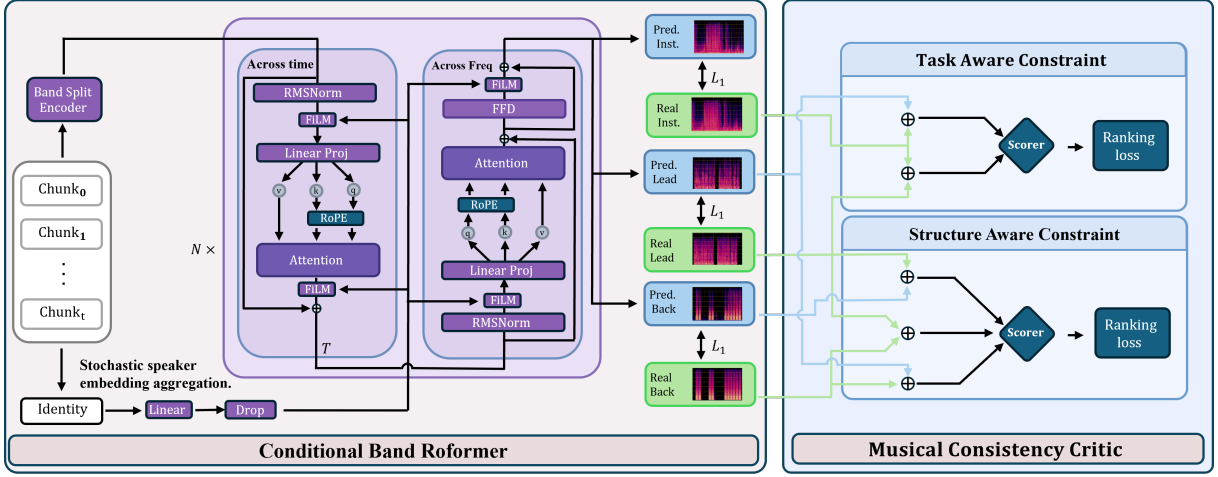 Band Split
Encoder
Chunk0
Chunk1
Chunkt
Stochastic speaker
embedding aggregation.
Identity
Linear
Drop
N ×
Across time
RMSNorm
FiLM
Linear Proj
v
k
q
RoPE
Attention
FiLM
T
Across Freq
FiLM
FFD
Attention
RoPE
q
k
v
Linear Proj
FiLM
RMSNorm
Pred.
Inst.
L1
Real
Inst.
Pred.
Lead
L1
Real
Lead
Pred.
Back
L1
Real
Back
Conditional Band Roformer
Task Aware Constraint
Scorer
Ranking
loss
Structure Aware Constraint
Scorer
Ranking
loss
Musical Consistency Critic